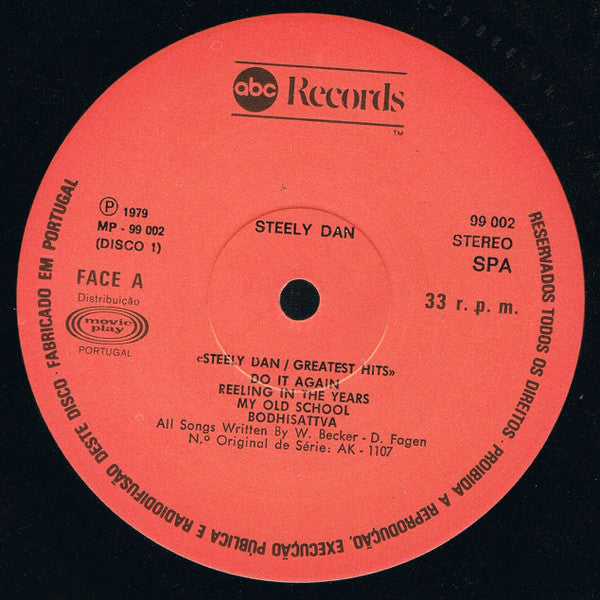 abc Records
TM
Ⓟ 1979
MP - 99 002
(DISCO 1)
FACE A
Distribuição
movie
play
PORTUGAL
STEELY DAN
99 002
STEREO
SPA
33 r. p. m.
«STEELY DAN / GREATEST HITS»
DO IT AGAIN
REELING IN THE YEARS
MY OLD SCHOOL
BODHISATTVA
All Songs Written By W. Becker - D. Fagen
N.º Original de Série: AK - 1107
RESERVADOS TODOS OS DIREITOS · PROIBIDA A REPRODUÇÃO, EXECUÇÃO PÚBLICA E RADIODIFUSÃO DESTE DISCO · FABRICADO EM PORTUGAL